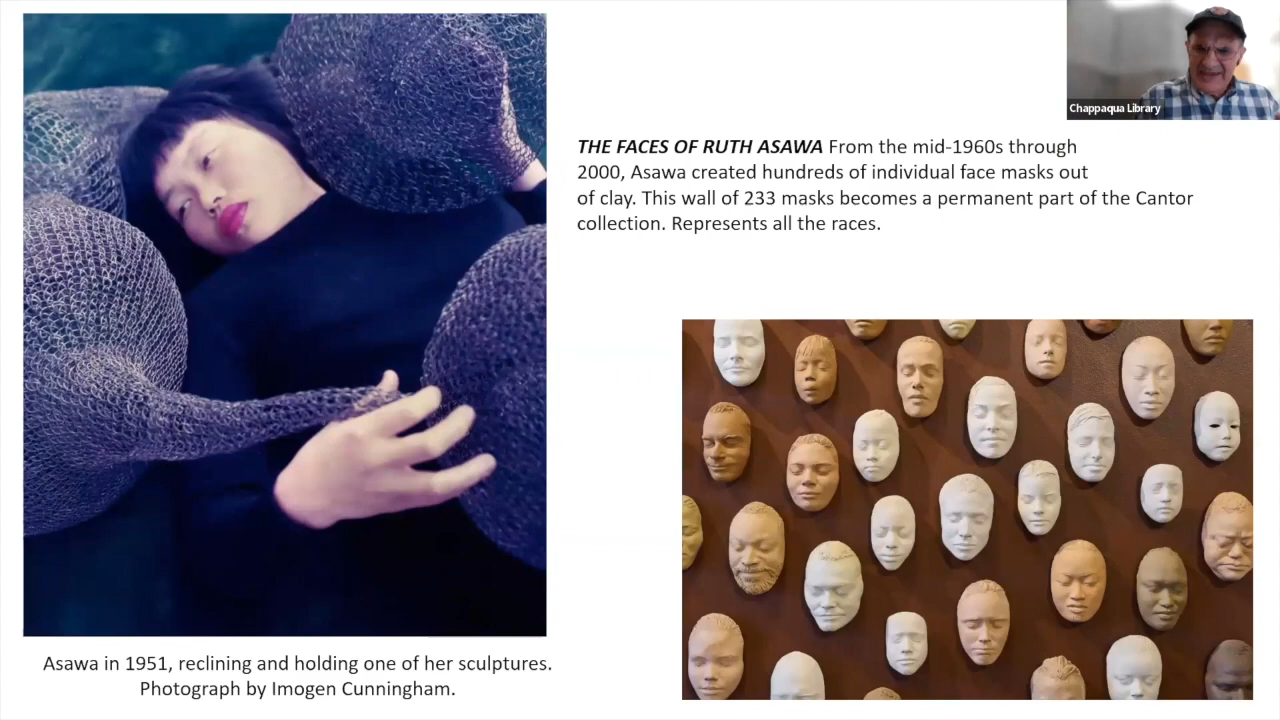 Chappaqua Library
THE FACES OF RUTH ASAWA From the mid-1960s through
2000, Asawa created hundreds of individual face masks out
of clay. This wall of 233 masks becomes a permanent part of the Cantor
collection. Represents all the races.
Asawa in 1951, reclining and holding one of her sculptures.
Photograph by Imogen Cunningham.